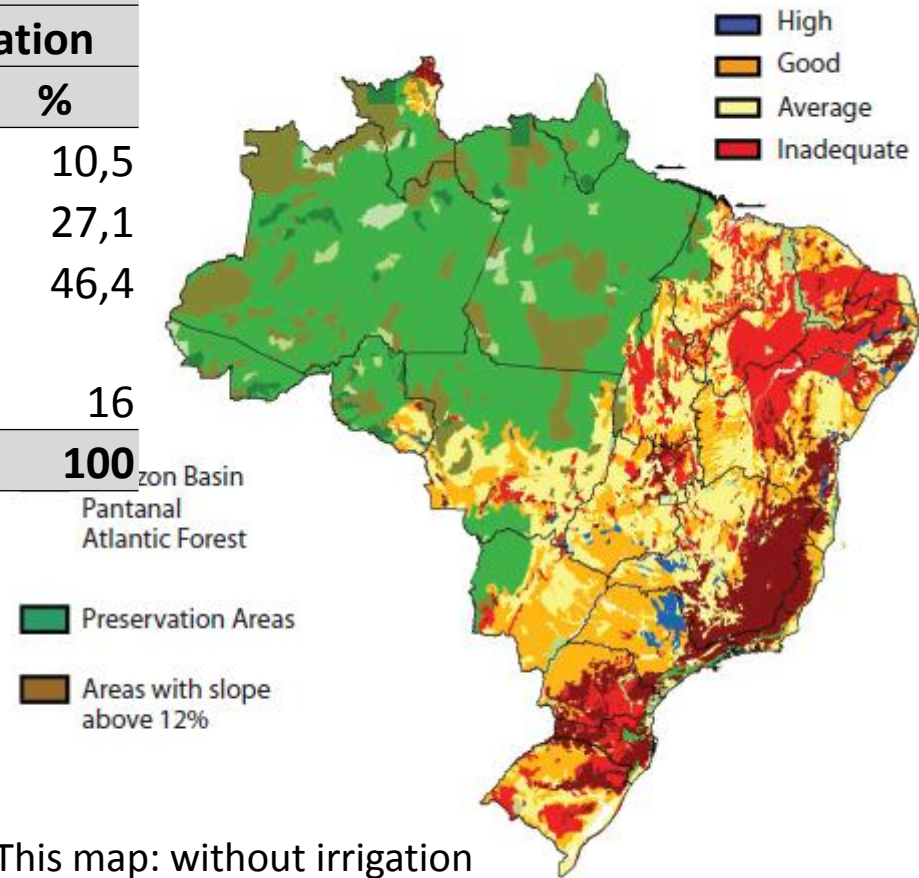 ation
%
10,5
27,1
46,4
16
100
High
Good
Average
Inadequate
zon Basin
Pantanal
Atlantic Forest
Preservation Areas
Areas with slope
above 12%
This map: without irrigation